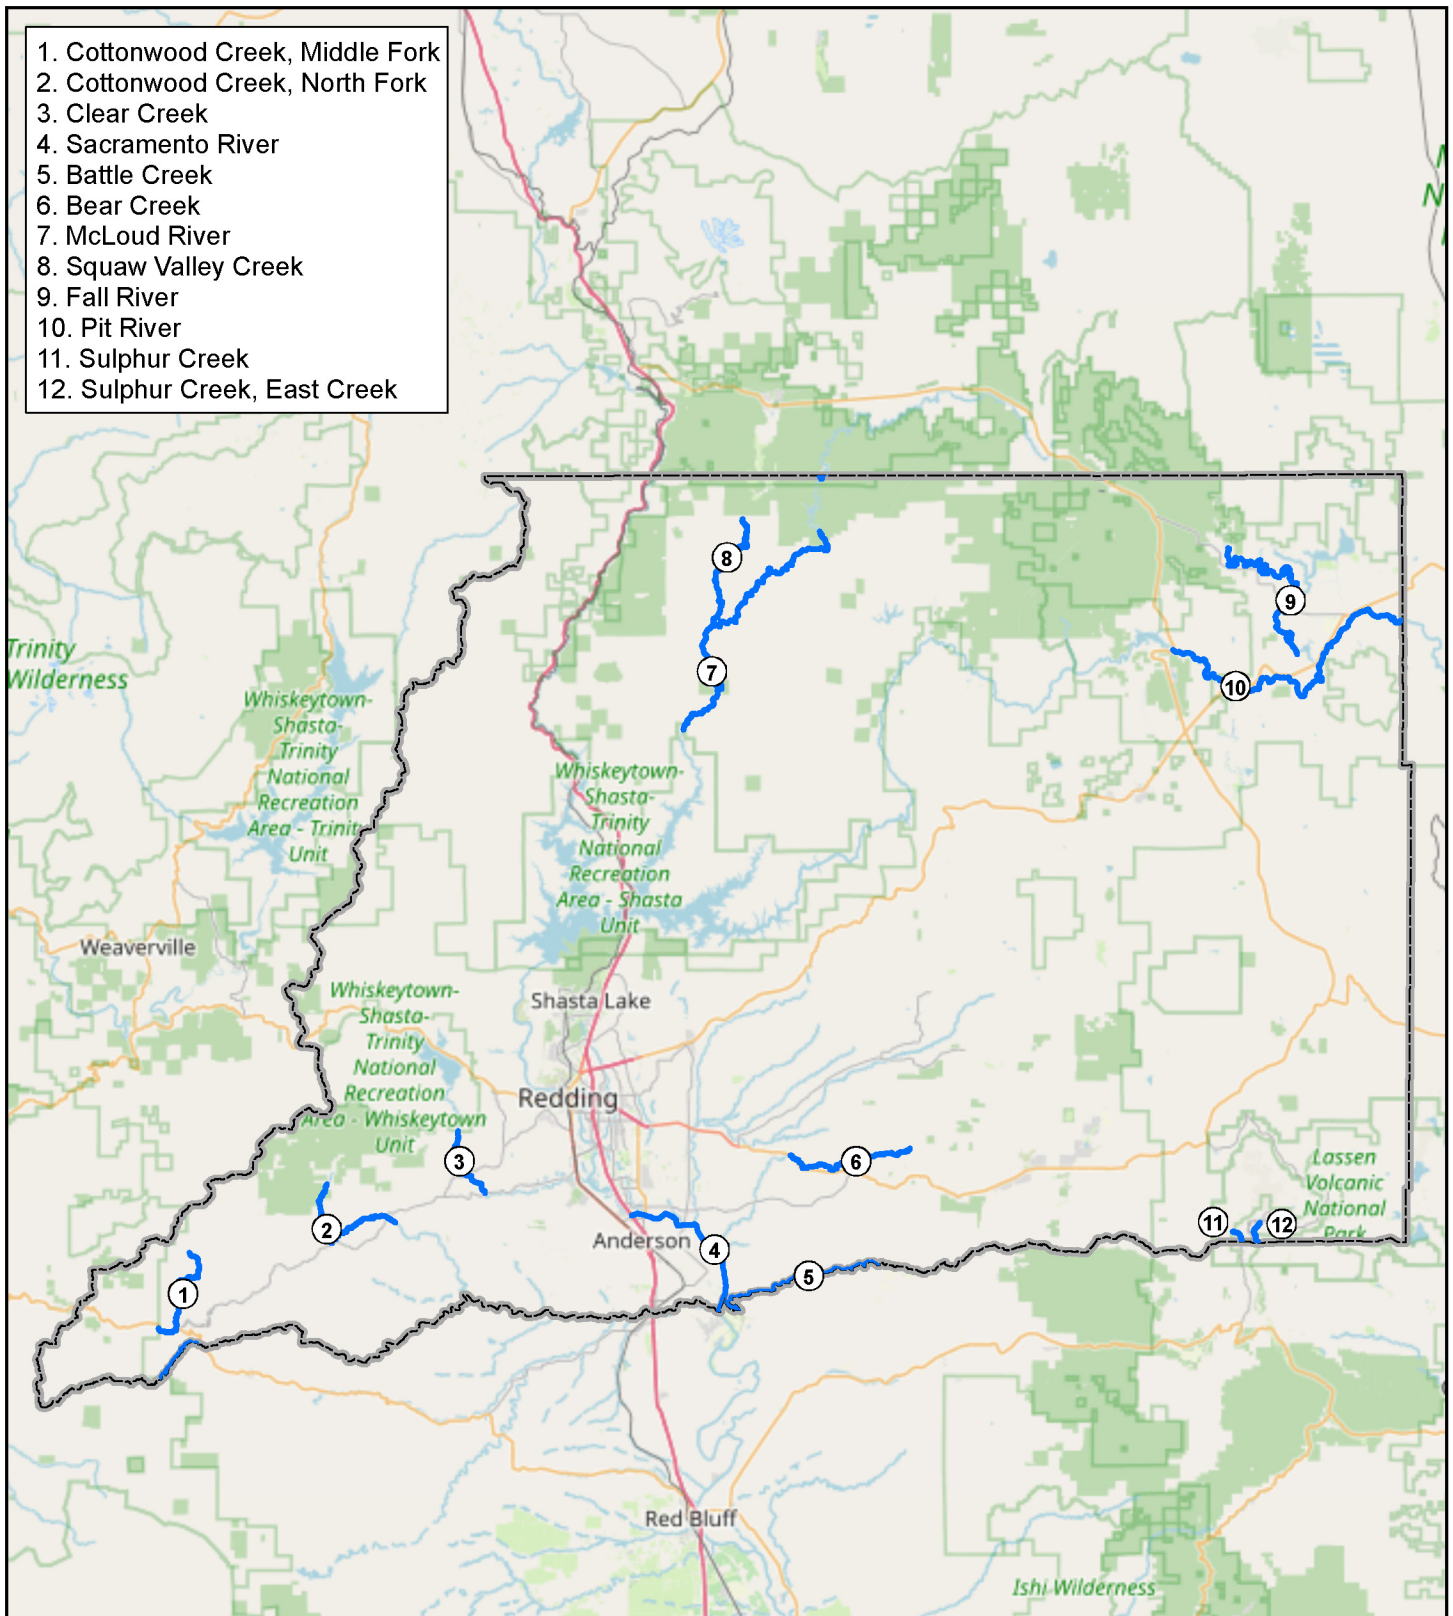 1. Cottonwood Creek, Middle Fork
2. Cottonwood Creek, North Fork
3. Clear Creek
4. Sacramento River
5. Battle Creek
6. Bear Creek
7. McLoud River
8. Squaw Valley Creek
9. Fall River
10. Pit River
11. Sulphur Creek
12. Sulphur Creek, East Creek
N
8
9
Trinity
Wilderness
7
10
Whiskeytown-
Shasta-
Trinity
National
Recreation
Area - Trinity
Unit
Whiskeytown-
Shasta-
Trinity
National
Recreation
Area - Shasta
Unit
Weaverville
Whiskeytown-
Shasta-
Trinity
National
Recreation
Area - Whiskeytown
Unit
Shasta Lake
Redding
3
6
Lassen
Volcanic
National
Park
2
11
12
Anderson
4
5
1
Red Bluff
Ishi Wilderness